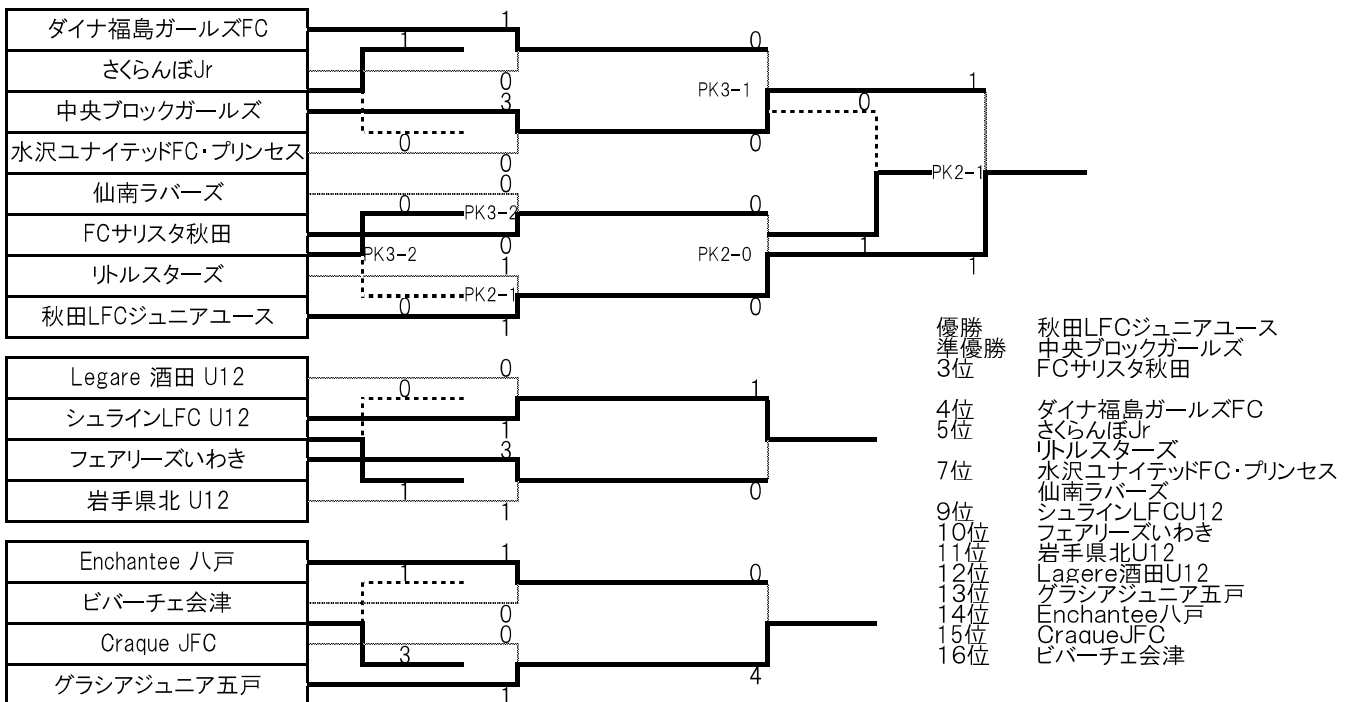 ダイナ福島ガールズFC
さくらんぼJr
中央ブロックガールズ
水沢ユナイテッドFC・プリンセス
仙南ラバーズ
FCサリスタ秋田
リトルスターズ
秋田LFCジュニアユース
1
1
0
3
0
0
0
0
PK3-2
0
PK3-2
1
PK2-1
0
1
0
PK3-1
0
0
PK2-0
0
1
0
PK2-1
1
1
Legare 酒田 U12
シュラインLFC U12
フェアリーズいわき
岩手県北 U12
0
0
1
3
1
1
1
0
Enchantee 八戸
ビバーチェ会津
Craque JFC
グラシアジュニア五戸
1
1
0
0
3
1
0
4
優勝 秋田LFCジュニアユース
準優勝 中央ブロックガールズ
3位 FCサリスタ秋田
4位 ダイナ福島ガールズFC
5位 さくらんぼJr
リトルスターズ
7位 水沢ユナイテッドFC・プリンセス
仙南ラバーズ
9位 シュラインLFCU12
10位 フェアリーズいわき
11位 岩手県北U12
12位 Lagere酒田U12
13位 グラシアジュニア五戸
14位 Enchantee八戸
15位 CraqueJFC
16位 ビバーチェ会津